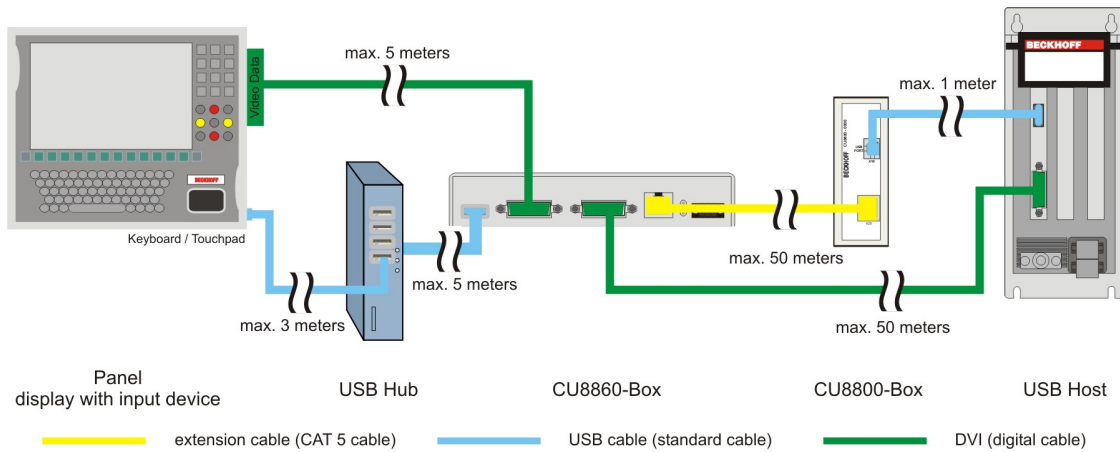 max. 5 meters
Video Data
BECKHOFF
Keyboard / Touchpad
max. 3 meters
max. 5 meters
max. 50 meters
max. 50 meters
BECKHOFF
USB
PORT
max. 1 meter
BECKHOFF
Panel
display with input device
USB Hub
CU8860-Box
CU8800-Box
USB Host
extension cable (CAT 5 cable)
USB cable (standard cable)
DVI (digital cable)